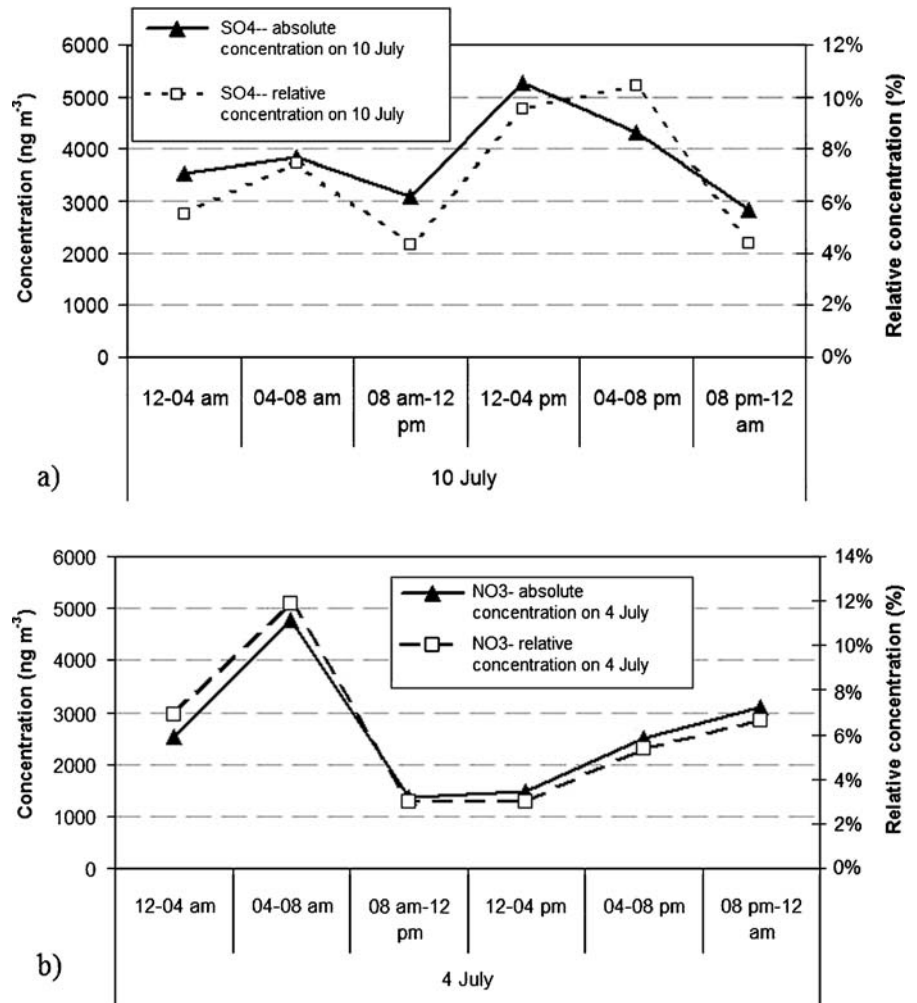 SO4-- absolute
concentration on 10 July
SO4-- relative
concentration on 10 July
Concentration (ng m-3)
6000
5000
4000
3000
2000
1000
0
12%
10%
8%
6%
4%
2%
0%
Relative concentration (%)
12-04 am
04-08 am
08 am-12
pm
12-04 pm
04-08 pm
08 pm-12
am
10 July
a)
NO3- absolute
concentration on 4 July
NO3- relative
concentration on 4 July
Concentration (ng m-3)
6000
5000
4000
3000
2000
1000
0
14%
12%
10%
8%
6%
4%
2%
0%
Relative concentration (%)
12-04 am
04-08 am
08 am-12
pm
12-04 pm
04-08 pm
08 pm-12
am
4 July
b)